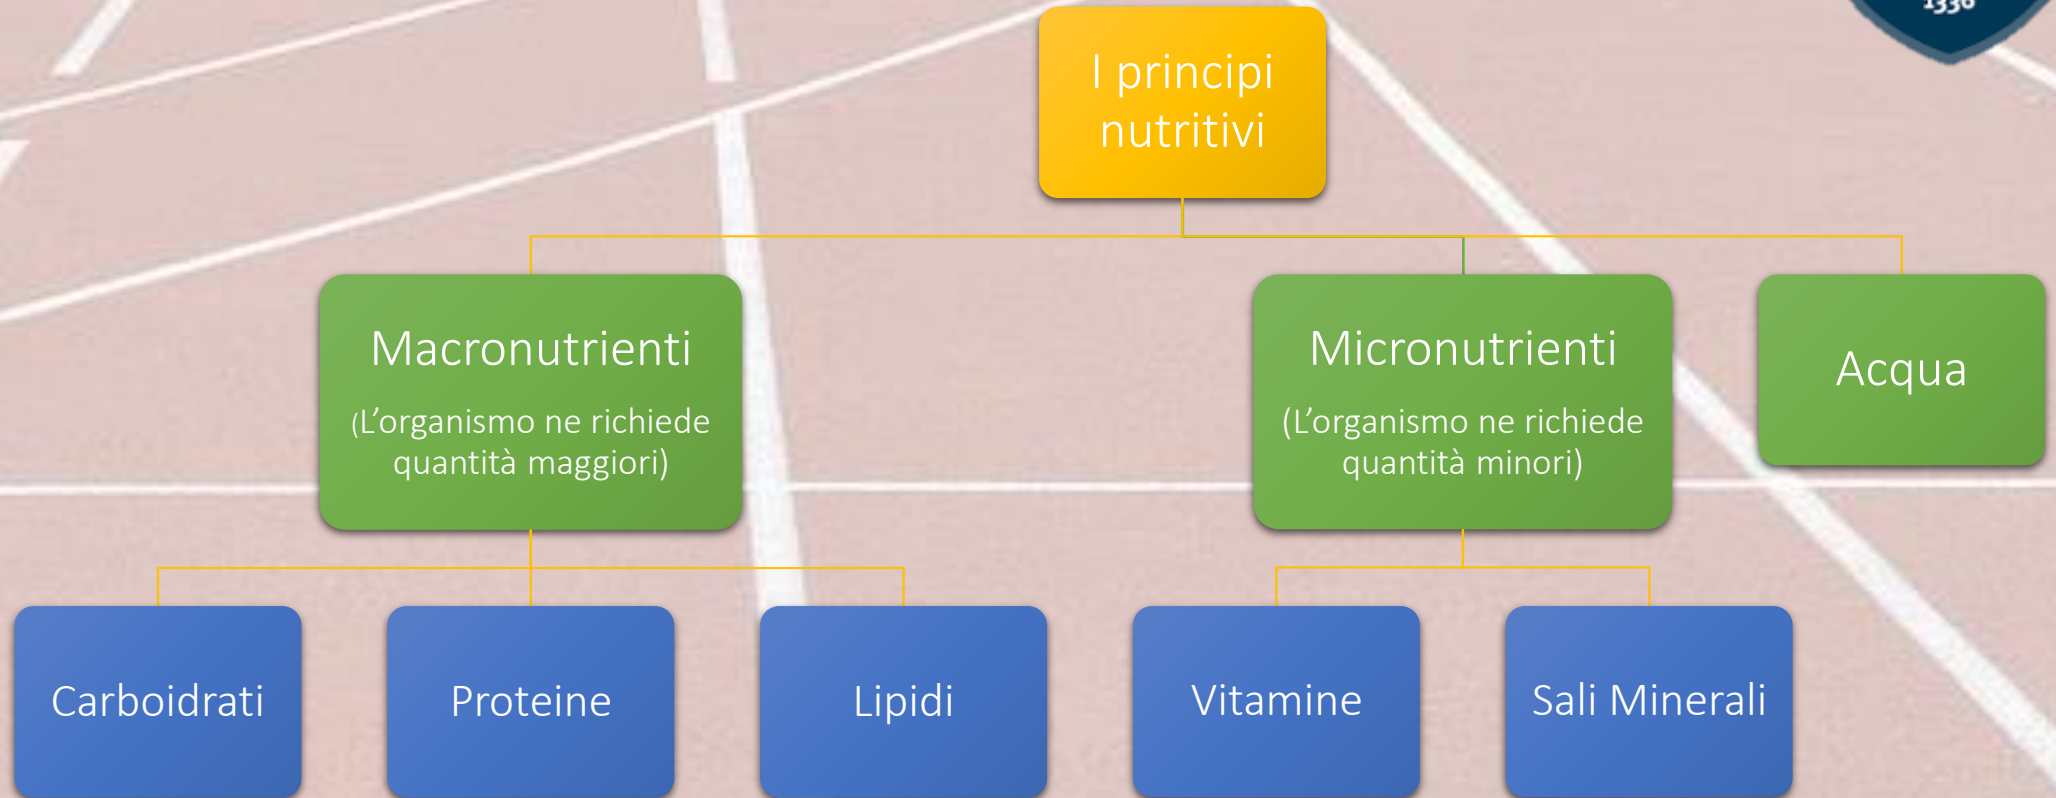 1336
I principi
nutritivi
Macronutrienti
(L’organismo ne richiede
quantità maggiori)
Micronutrienti
(L’organismo ne richiede
quantità minori)
Acqua
Carboidrati
Proteine
Lipidi
Vitamine
Sali Minerali